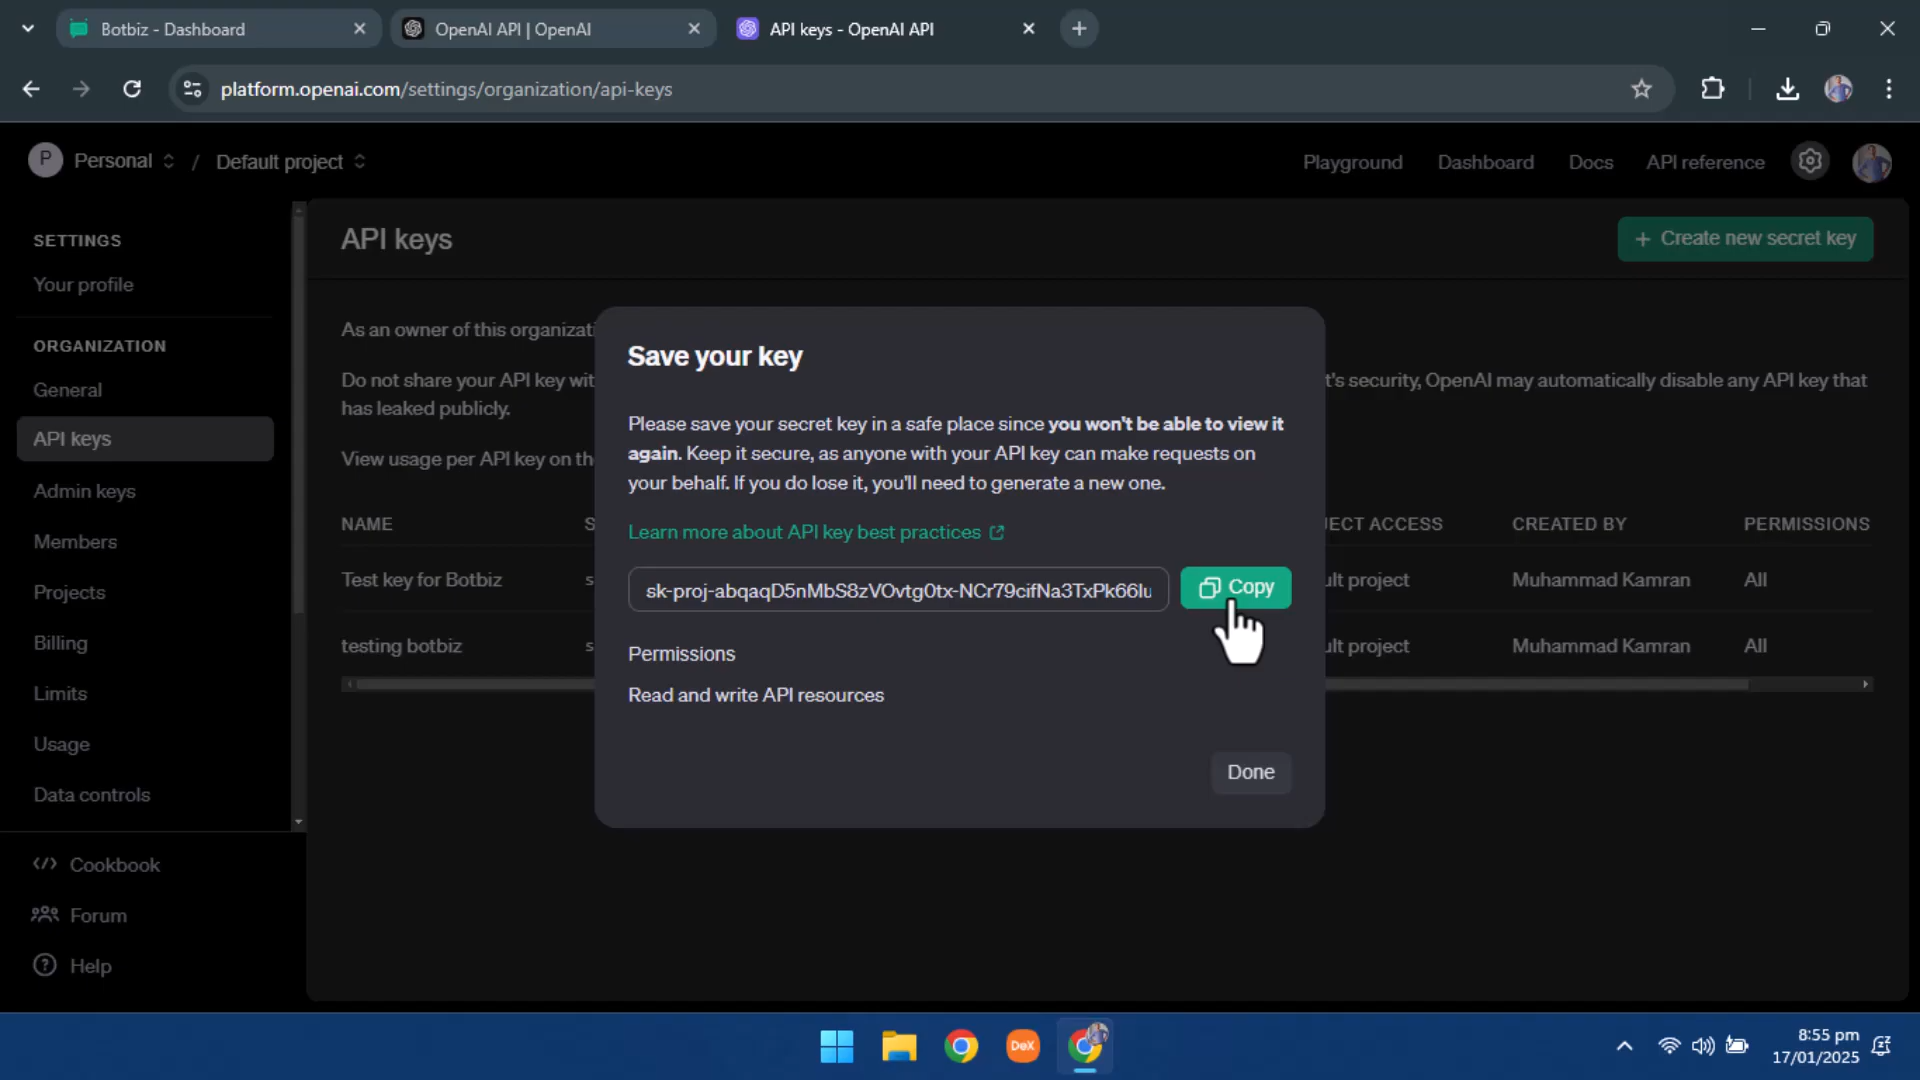 Botbiz - Dashboard
OpenAI API | OpenAI
API keys - OpenAI API
platform.openai.com/settings/organization/api-keys
P Personal / Default project
Playground Dashboard Docs API reference
SETTINGS
Your profile
ORGANIZATION
General
API keys
Admin keys
Members
Projects
Billing
Limits
Usage
Data controls
Cookbook
Forum
Help
API keys
+ Create new secret key
As an owner of this organizati
Do not share your API key wit t's security, OpenAI may automatically disable any API key that
has leaked publicly.
View usage per API key on the
NAME S JECT ACCESS CREATED BY PERMISSIONS
Test key for Botbiz s ult project Muhammad Kamran All
testing botbiz s ult project Muhammad Kamran All
Save your key
Please save your secret key in a safe place since you won't be able to view it
again. Keep it secure, as anyone with your API key can make requests on
your behalf. If you do lose it, you'll need to generate a new one.
Learn more about API key best practices
sk-proj-abqaqD5nMbS8zVOvtg0tx-NCr79cifNa3TxPk66lu
Copy
Permissions
Read and write API resources
Done
DeX
8:55 pm
17/01/2025